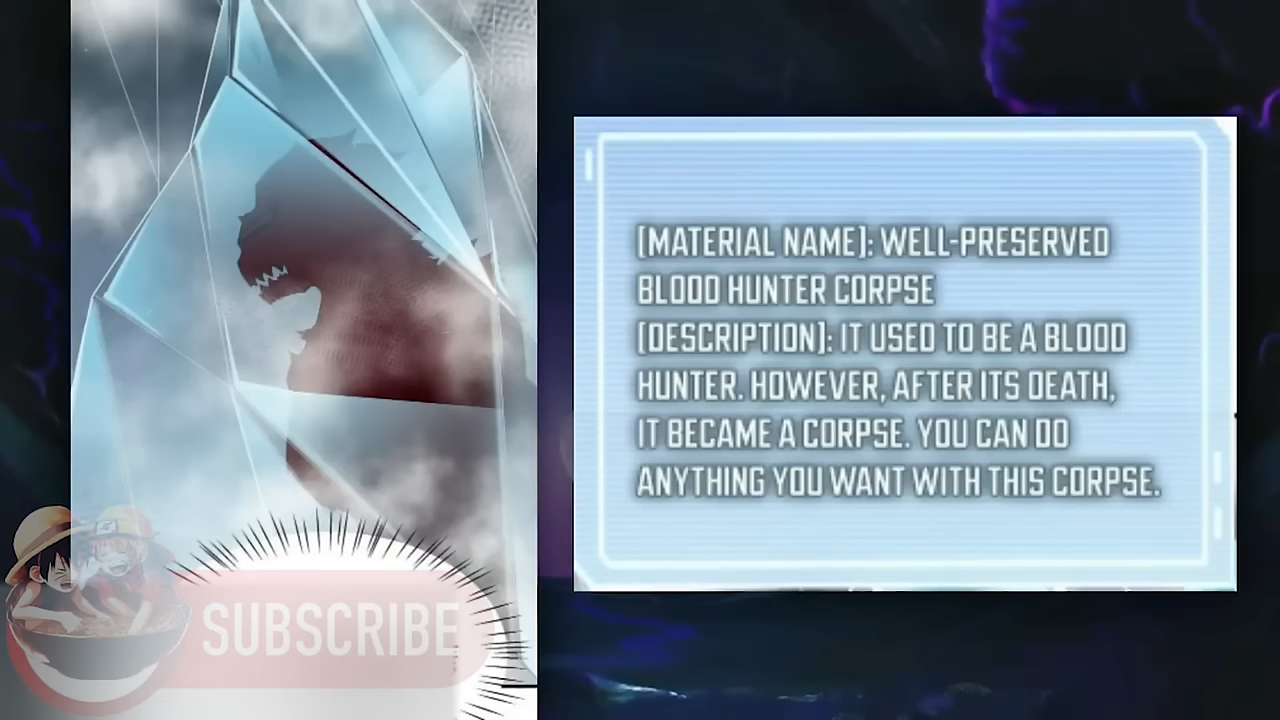 [MATERIAL NAME]: WELL-PRESERVED
BLOOD HUNTER CORPSE
[DESCRIPTION]: IT USED TO BE A BLOOD
HUNTER. HOWEVER, AFTER ITS DEATH,
IT BECAME A CORPSE. YOU CAN DO
ANYTHING YOU WANT WITH THIS CORPSE.
SUBSCRIBE